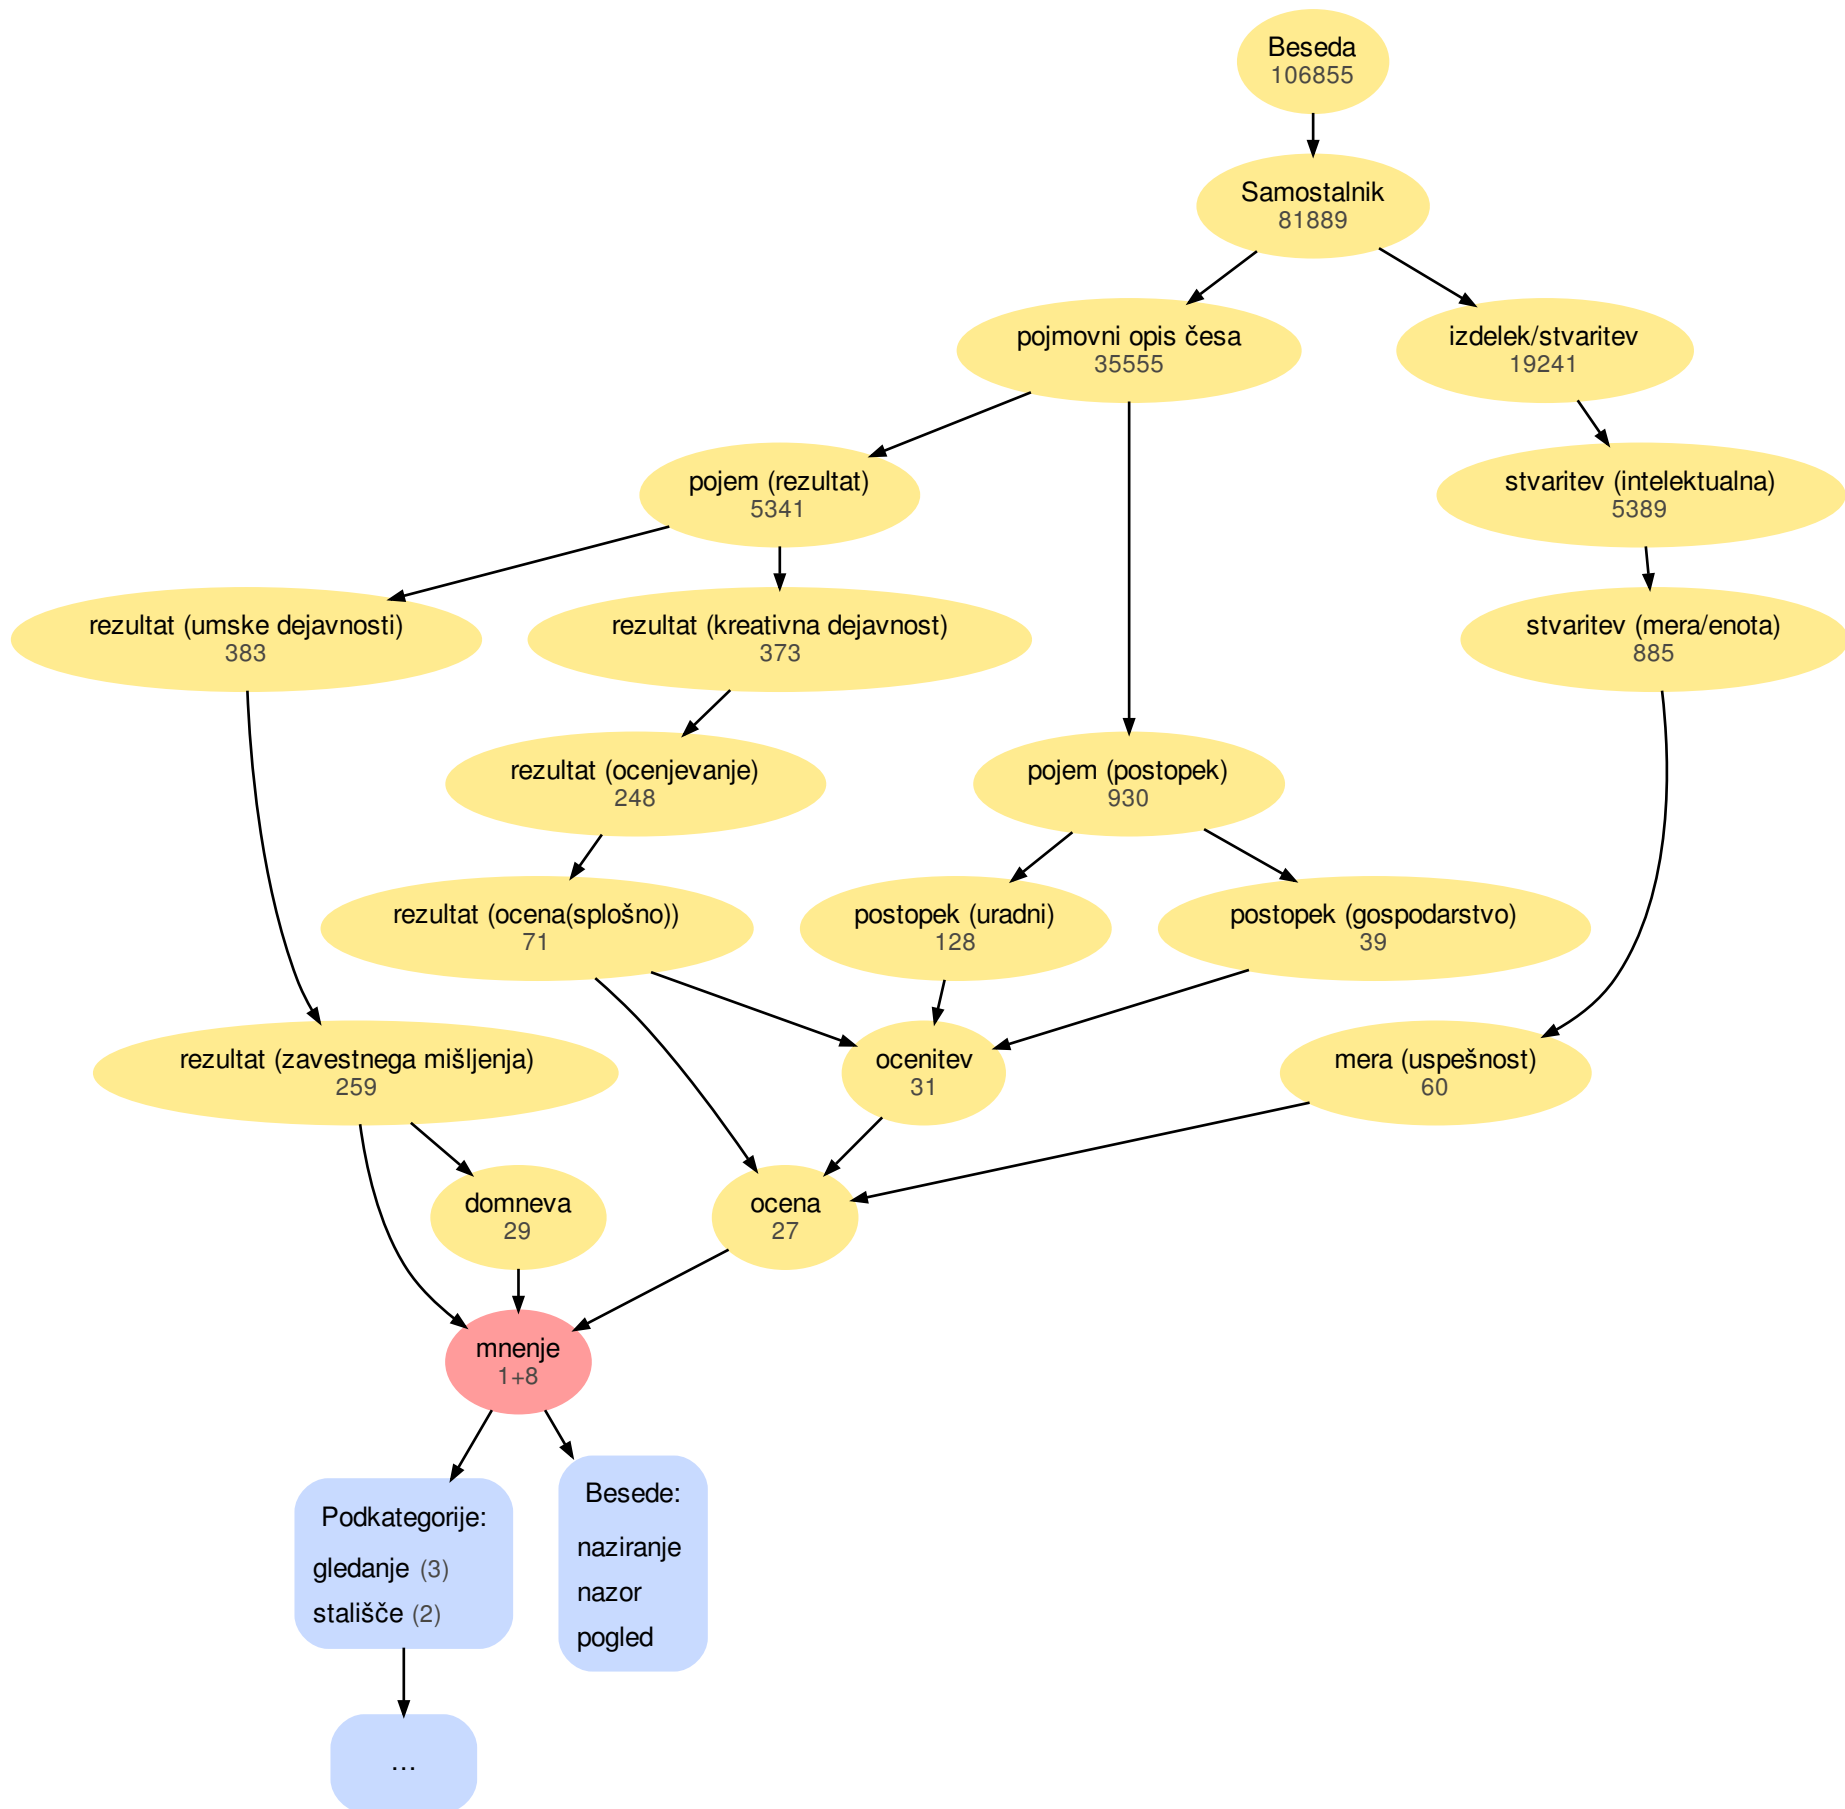 Beseda
106855
Samostalnik
81889
pojmovni opis česa
35555
izdelek/stvaritev
19241
pojem (rezultat)
5341
stvaritev (intelektualna)
5389
rezultat (umske dejavnosti)
383
rezultat (kreativna dejavnost)
373
stvaritev (mera/enota)
885
rezultat (ocenjevanje)
248
pojem (postopek)
930
rezultat (ocena(splošno))
71
postopek (uradni)
128
postopek (gospodarstvo)
39
rezultat (zavestnega mišljenja)
259
ocenitev
31
mera (uspešnost)
60
domneva
29
ocena
27
mnenje
1+8
Podkategorije:
gledanje (3)
stališče (2)
Besede:
naziranje
nazor
pogled
...